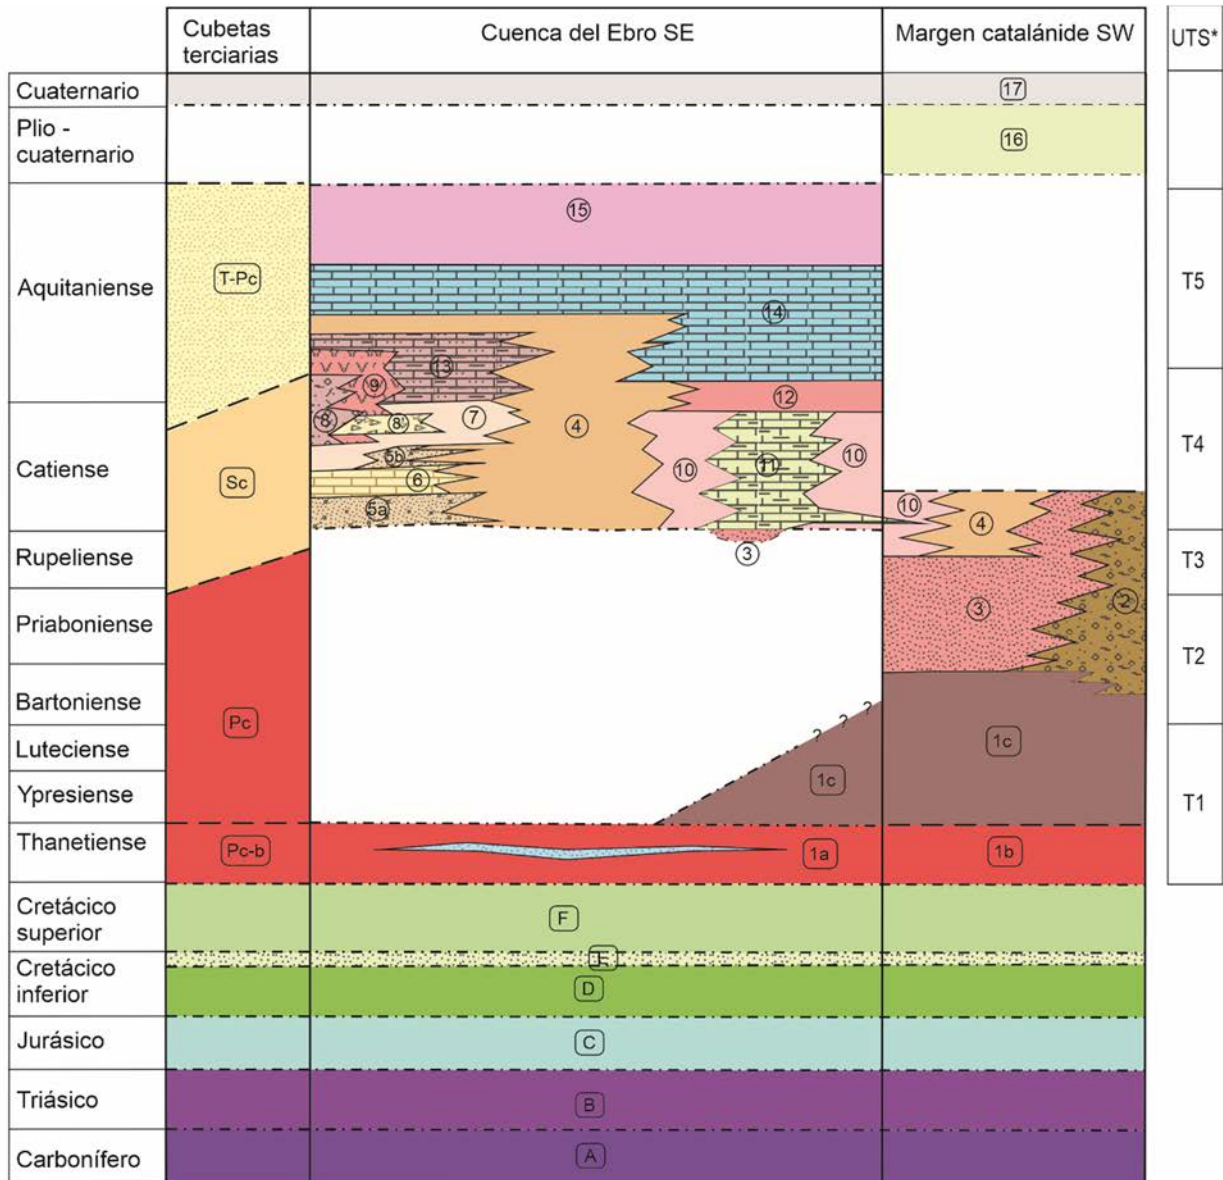 Cubetas
terciarias
Cuenca del Ebro SE
Margen catalánide SW
UTS*
Cuaternario
17
Plio -
cuaternario
16
15
Aquitaniense
T-Pc
14
T5
13
9
12
8
8'
7
4
Catiense
Sc
5b
10
11
10
T4
6
5a
10
4
Rupeliense
3
T3
Priaboniense
3
2
T2
Bartoniense
Pc
? ? ?
Luteciense
1c
1c
Ypresiense
T1
Thanetiense
Pc-b
1a
1b
Cretácico
superior
F
E
Cretácico
inferior
D
Jurásico
C
Triásico
B
Carbonífero
A